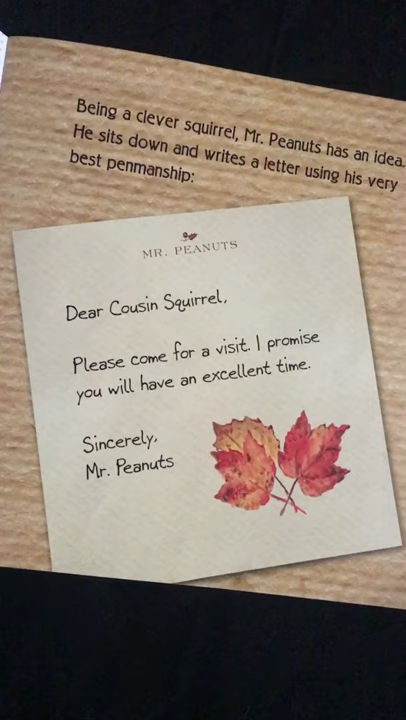 Being a clever squirrel, Mr. Peanuts has an idea.
He sits down and writes a letter using his very
best penmanship:
MR. PEANUTS
Dear Cousin Squirrel,
Please come for a visit. I promise
you will have an excellent time.
Sincerely,
Mr. Peanuts